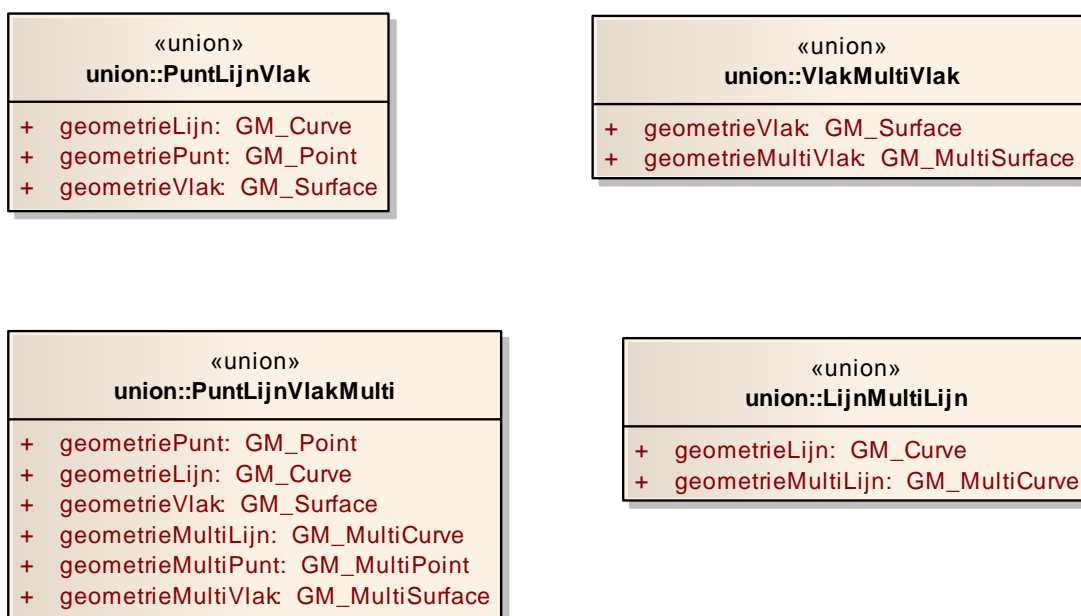 «union»
union::PuntLijnVlak
+ geometrieLijn: GM_Curve
+ geometriePunt: GM_Point
+ geometrieVlak: GM_Surface
«union»
union::VlakMultiVlak
+ geometrieVlak: GM_Surface
+ geometrieMultiVlak: GM_MultiSurface
«union»
union::PuntLijnVlakMulti
+ geometriePunt: GM_Point
+ geometrieLijn: GM_Curve
+ geometrieVlak: GM_Surface
+ geometrieMultiLijn: GM_MultiCurve
+ geometrieMultiPunt: GM_MultiPoint
+ geometrieMultiVlak: GM_MultiSurface
«union»
union::LijnMultiLijn
+ geometrieLijn: GM_Curve
+ geometrieMultiLijn: GM_MultiCurve